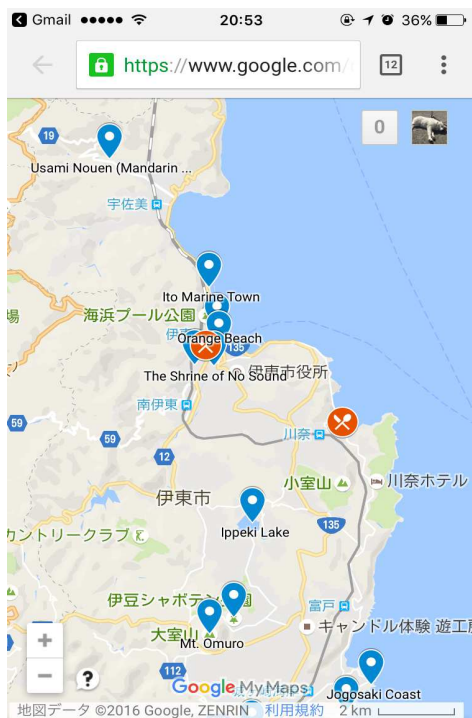 Gmail
20:53
36%
https://www.google.com/
12
0
19
Usami Nouen (Mandarin ...
宇佐美
Ito Marine Town
海浜プール公園
場
Orange Beach
135
The Shrine of No Sound
伊東市役所
南伊東
59
川奈
59
12
小室山
川奈ホテル
伊東市
135
カントリークラブ
Ippeki Lake
伊豆シャボテン
園
富戸
キャンドル体験 遊工房
大室山
Mt. Omuro
+
−
?
112
Google My Maps
Jogosaki Coast
地図データ ©2016 Google, ZENRIN
利用規約
2 km